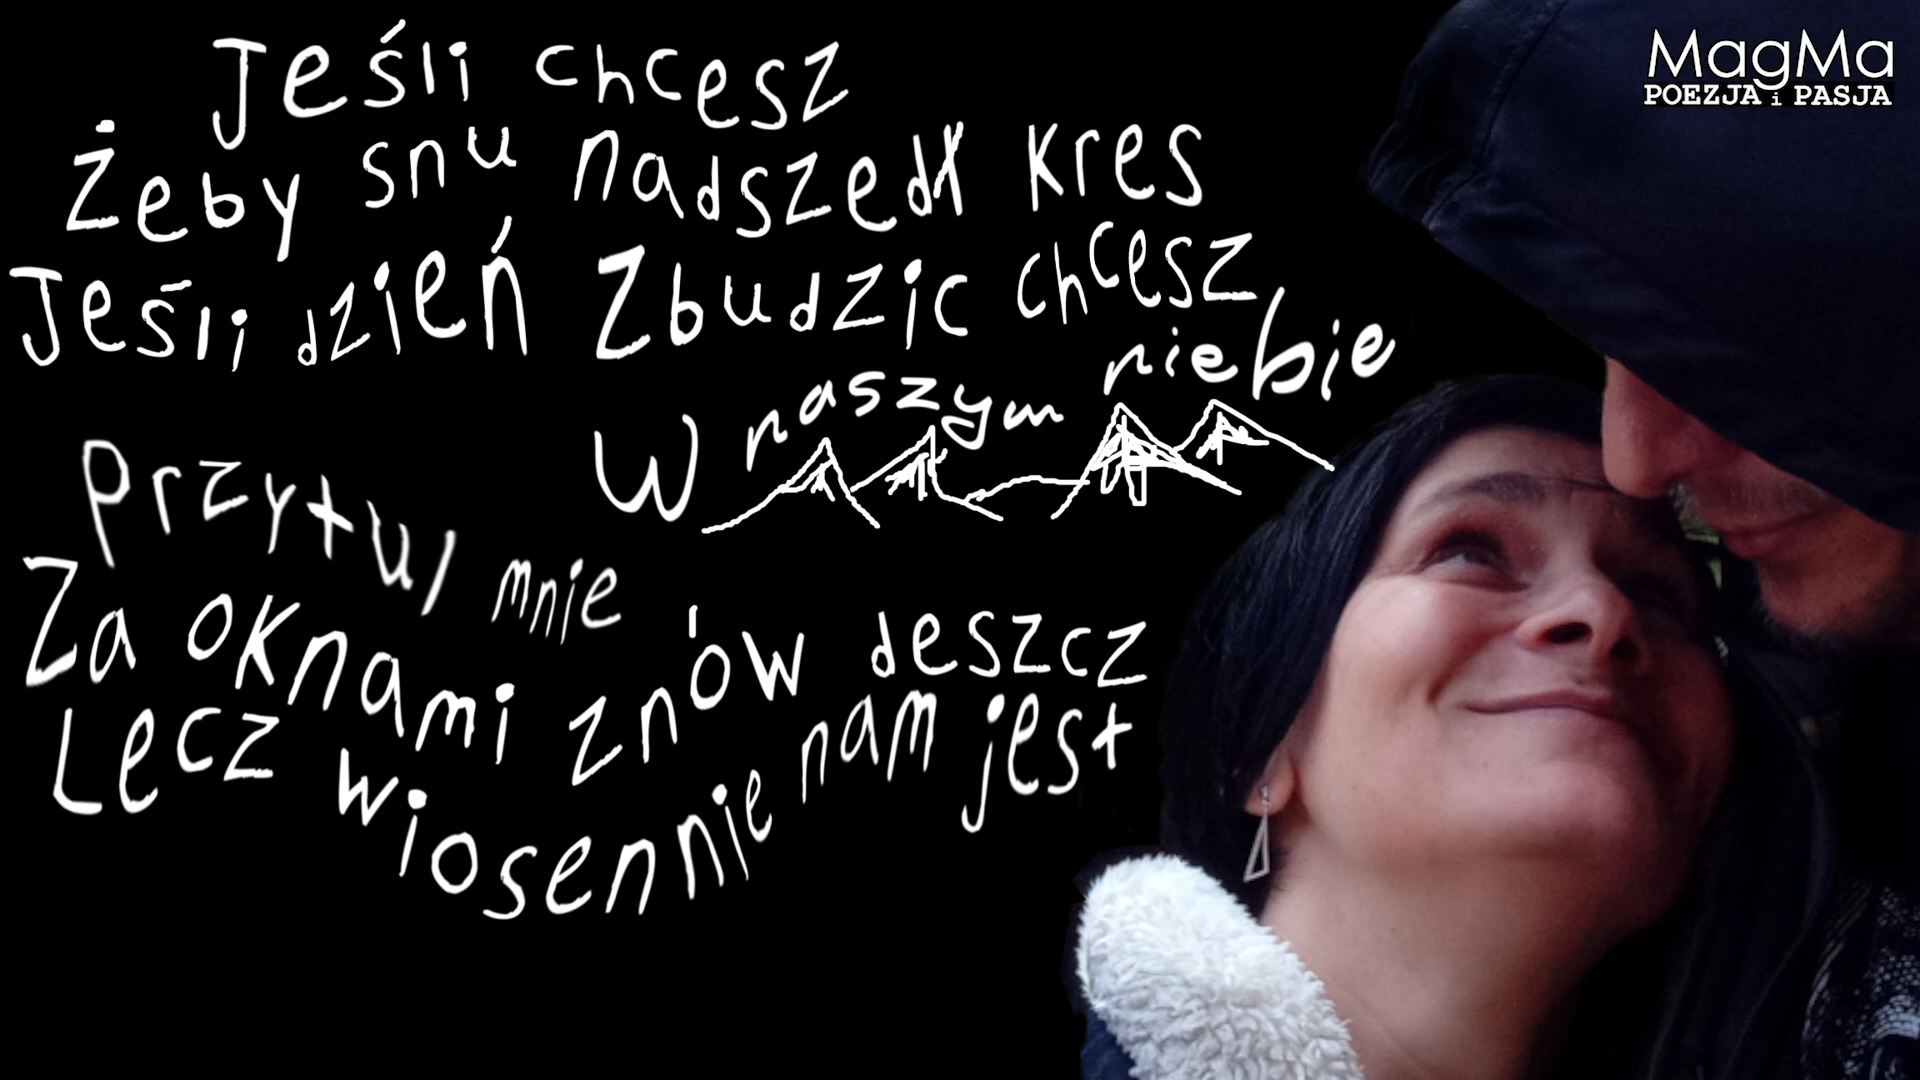 Jeśli chcesz
Żeby snu nadszedł kres
Jeśli dzień Zbudzic chcesz
W naszym niebie
Przytul mnie
Za oknami znów deszcz
Lecz wiosennie nam jest
MagMa
POEZJA i PASJA